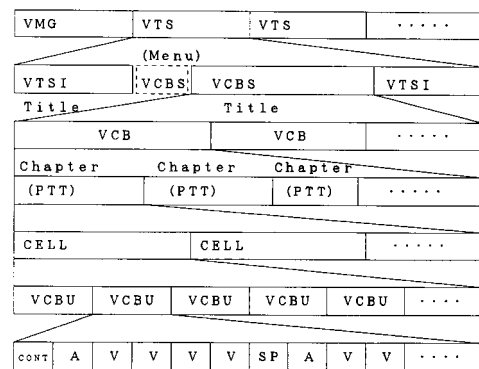 VMG VTS VTS ·····
(Menu)
VTSI VCBS VCBS VTSI
Title Title
VCB VCB ·····
Chapter Chapter Chapter
(PTT) (PTT) (PTT) ·····
CELL CELL ·····
VCBU VCBU VCBU VCBU VCBU ····
CONT A V V V V SP A V V ····